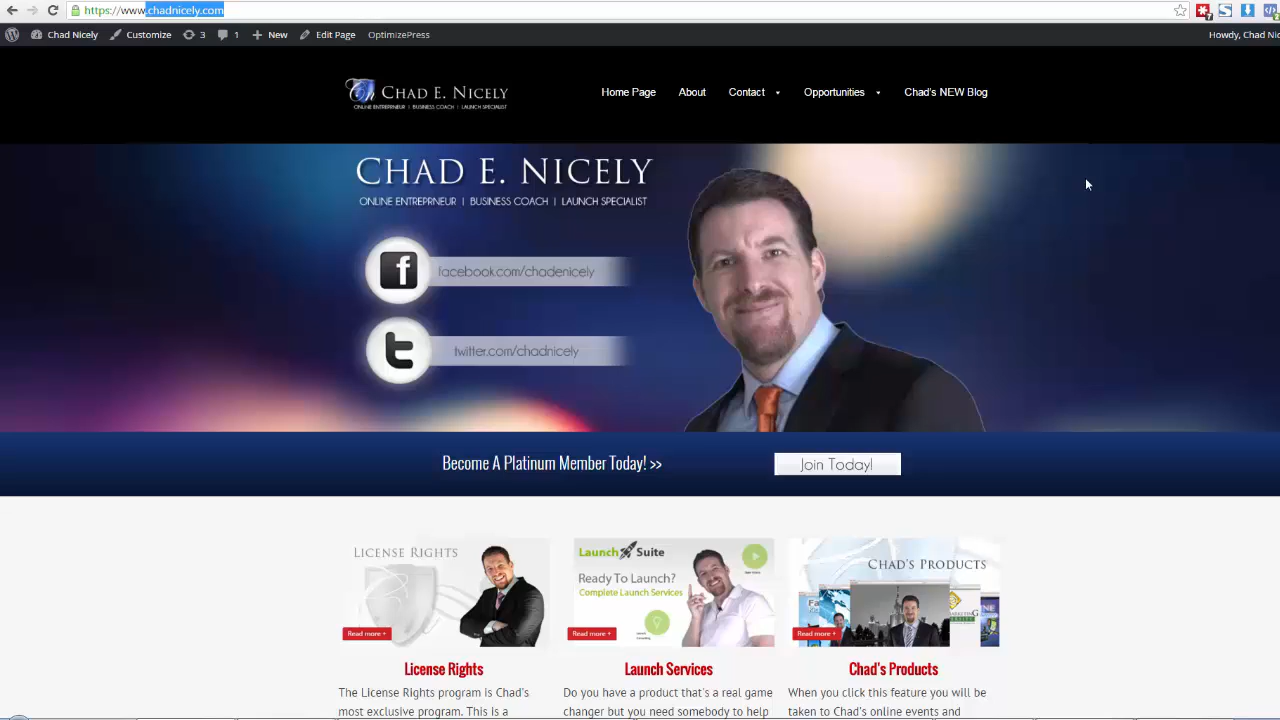 https://www.chadnicely.com
Chad Nicely Customize 3 1 New Edit Page OptimizePress Howdy, Chad Nic
CHAD E. NICELY
ONLINE ENTREPRENEUR | BUSINESS COACH | LAUNCH SPECIALIST
Home Page About Contact Opportunities Chad's NEW Blog
CHAD E. NICELY
ONLINE ENTREPRNEUR | BUSINESS COACH | LAUNCH SPECIALIST
f facebook.com/chadenicely
t twitter.com/chadnicely
Become A Platinum Member Today! >> Join Today!
LICENSE RIGHTS
Read more +
Launch Suite
Ready To Launch?
Complete Launch Services
Read more +
CHAD'S PRODUCTS
Read more +
License Rights Launch Services Chad's Products
The License Rights program is Chad's
most exclusive program. This is a
Do you have a product that's a real game
changer but you need somebody to help
When you click this feature you will be
taken to Chad's online events and